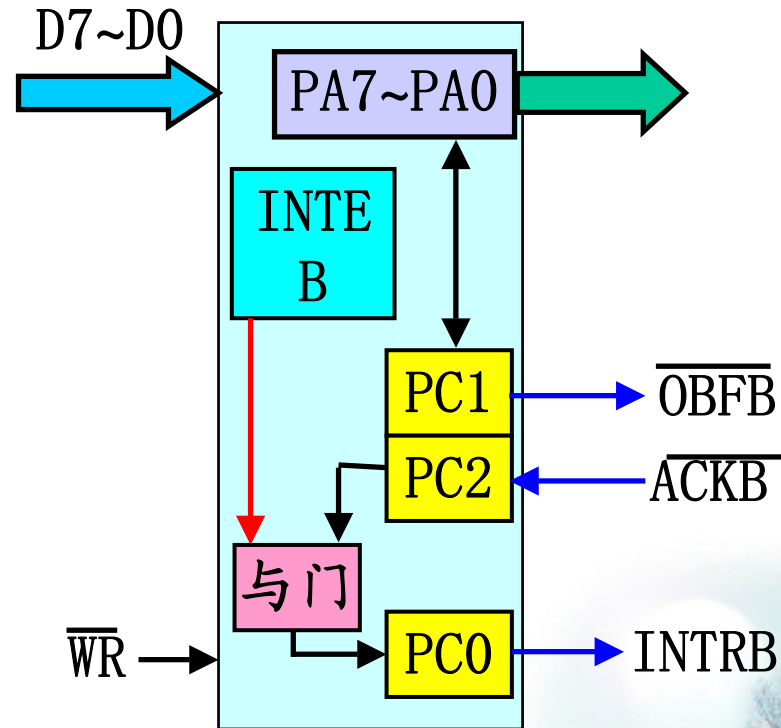 D7~D0
PA7~PA0
INTE
B
PC1
OBFB
PC2
ACKB
与门
WR
PC0
INTRB